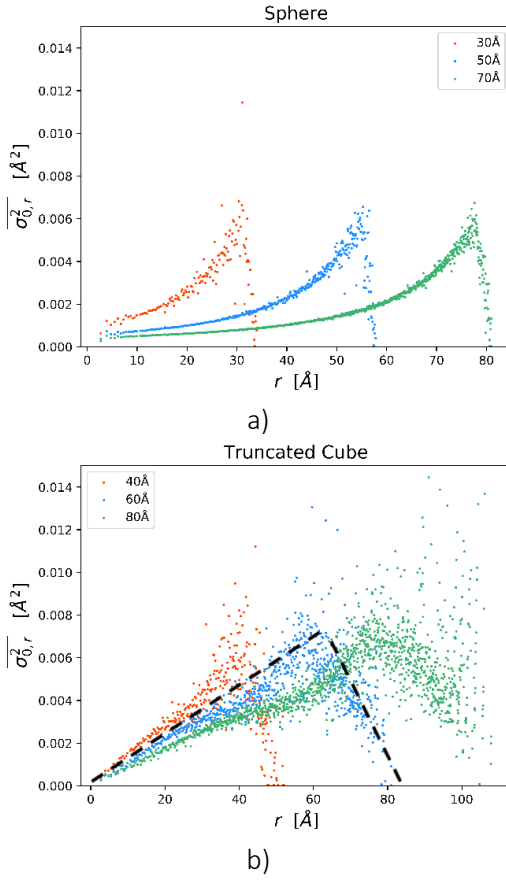 Sphere
30Å
50Å
70Å
0.014
0.012
0.010
0.008
0.006
0.004
0.002
0.000
σ²₀,ᵣ [Å²]
0 10 20 30 40 50 60 70 80
r [Å]
a)
Truncated Cube
40Å
60Å
80Å
0.014
0.012
0.010
0.008
0.006
0.004
0.002
0.000
σ²₀,ᵣ [Å²]
0 20 40 60 80 100
r [Å]
b)